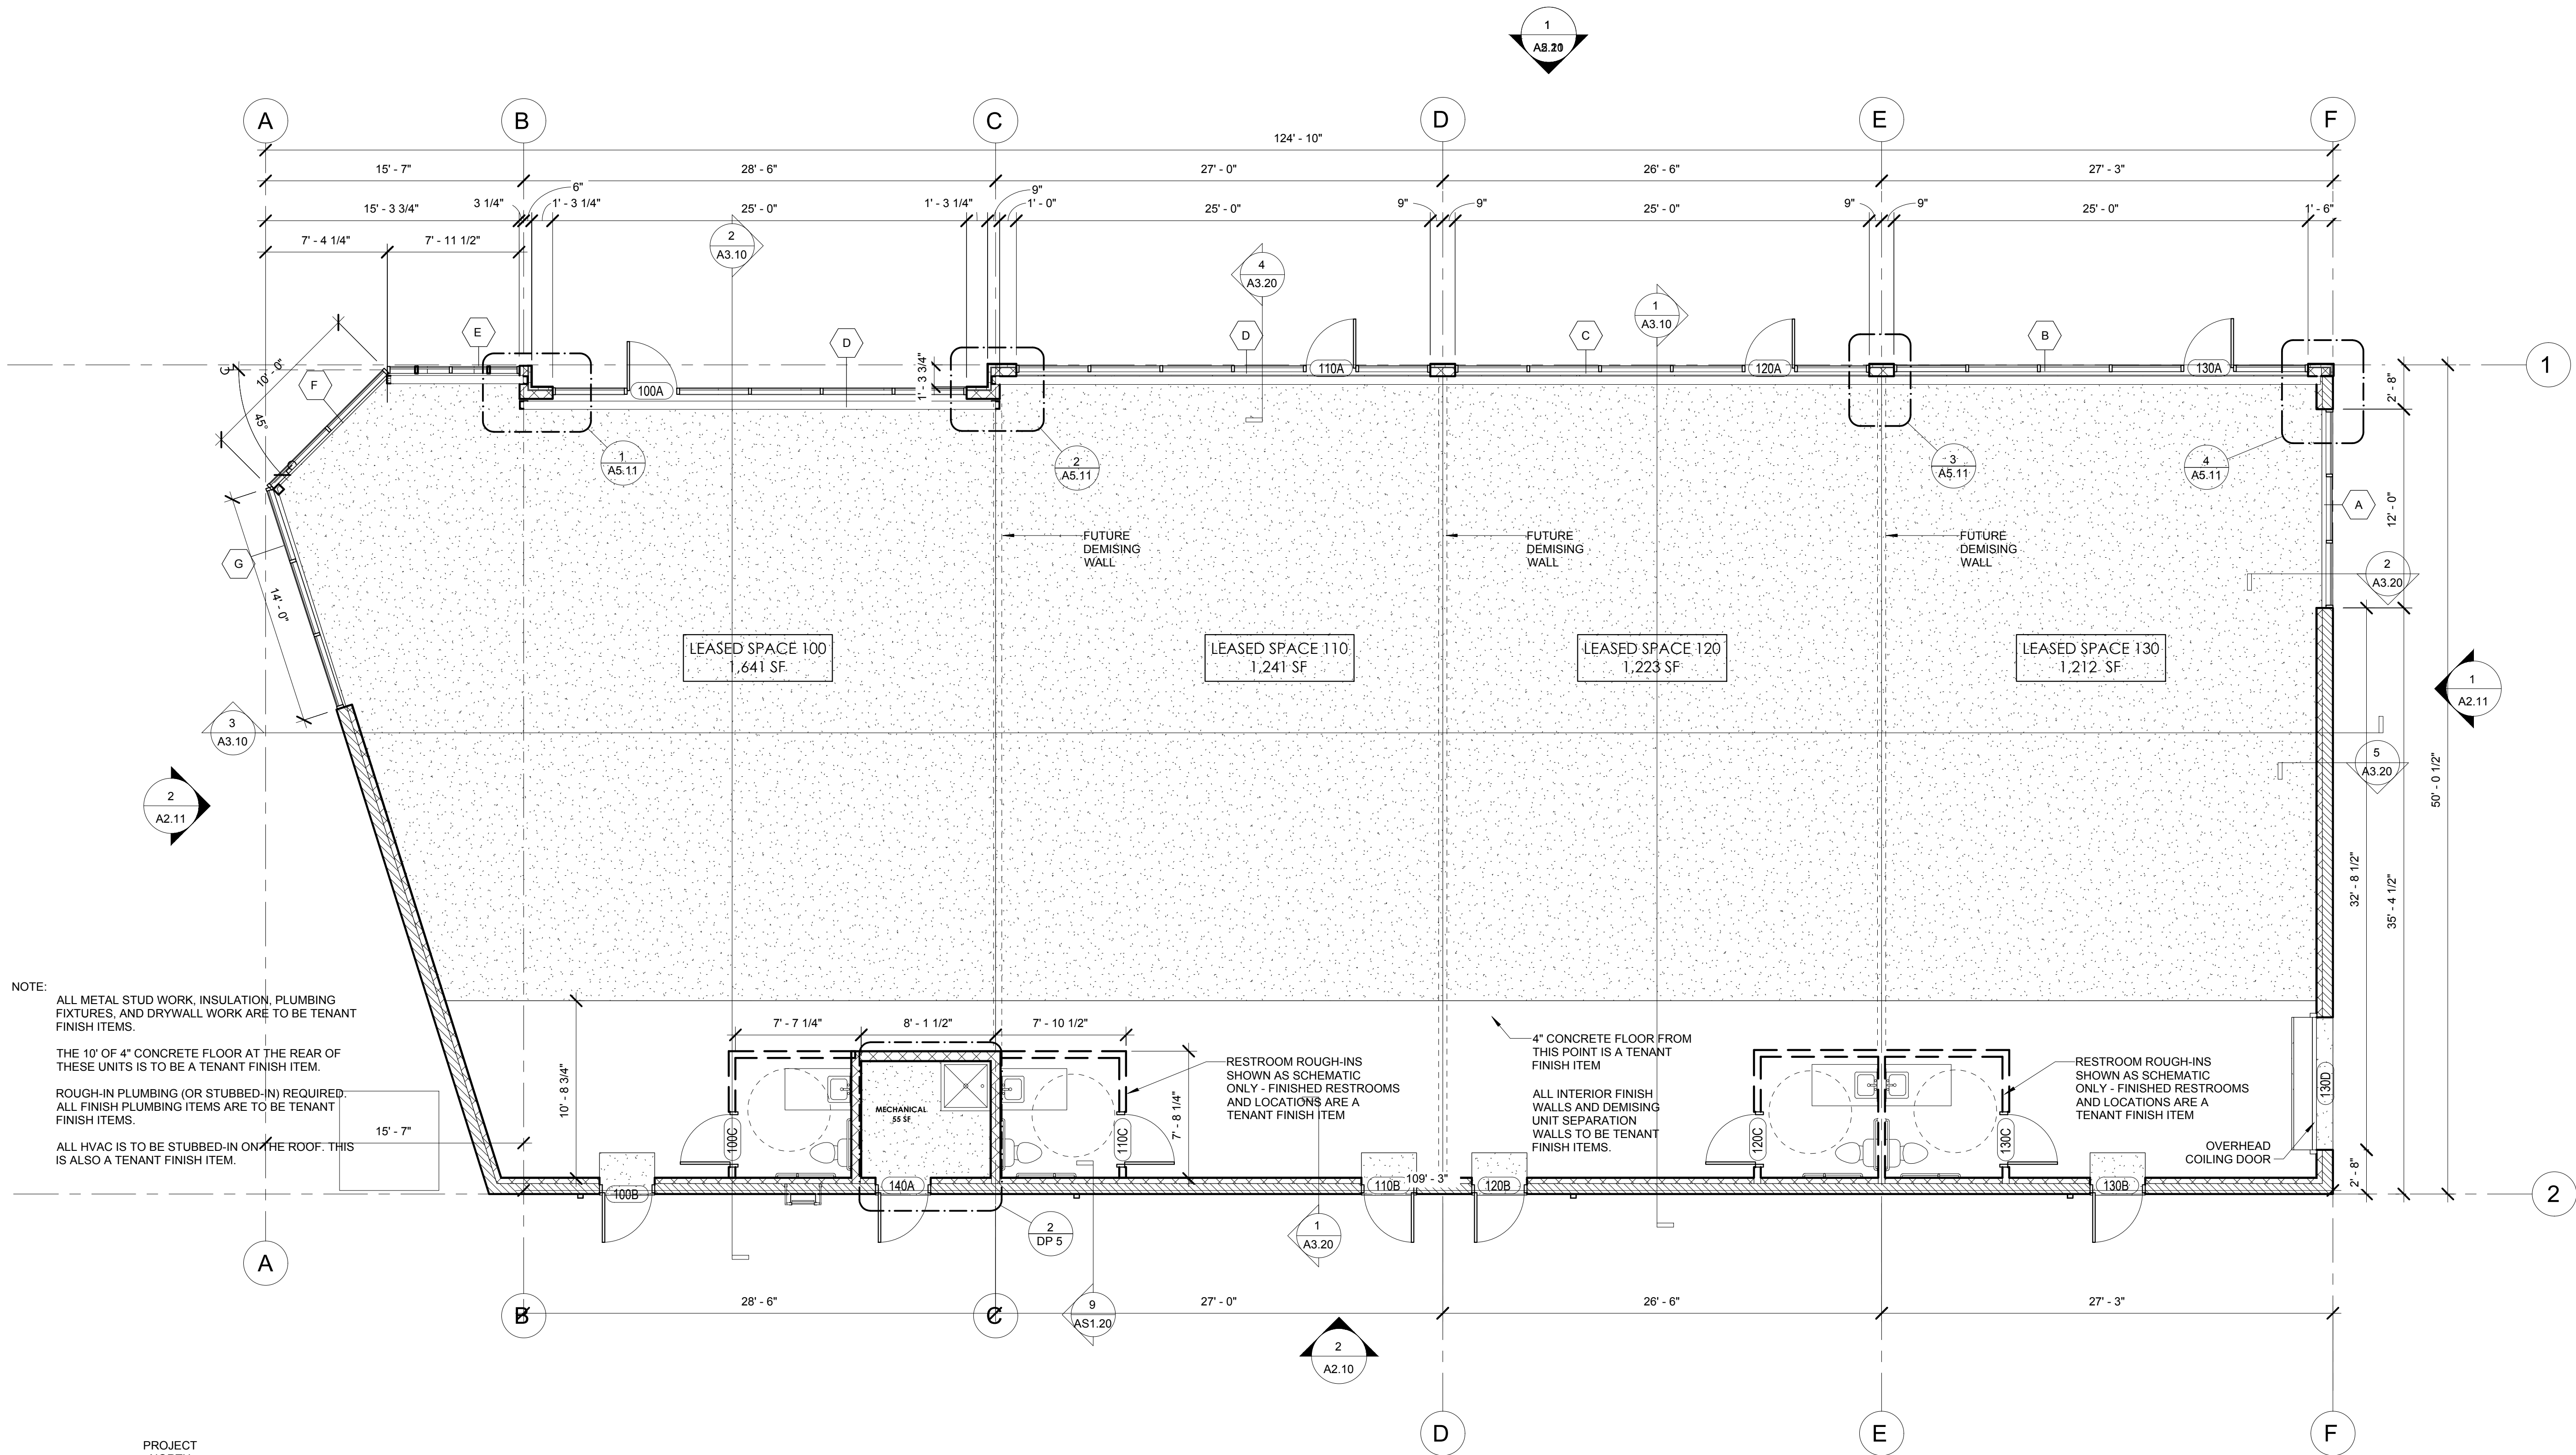 1
A
B
C
D
E
F
124' - 10"
15' - 7"
28' - 6"
27' - 0"
26' - 6"
27' - 3"
6"
9"
15' - 3 3/4"
3 1/4"
1' - 3 1/4"
25' - 0"
1' - 3 1/4"
1' - 0"
25' - 0"
9"
9"
25' - 0"
9"
9"
25' - 0"
1' - 6"
7' - 4 1/4"
7' - 11 1/2"
2
A3.10
4
A3.20
1
A3.10
E
D
D
C
B
F
10' - 0"
45°
1' - 3 3/4"
100A
110A
120A
130A
1
2' - 8"
1
A5.11
2
A5.11
3
A5.11
4
A5.11
A
12' - 0"
G
14' - 0"
FUTURE
DEMISING
WALL
FUTURE
DEMISING
WALL
FUTURE
DEMISING
WALL
2
A3.20
LEASED SPACE 100
1,641 SF
LEASED SPACE 110
1,241 SF
LEASED SPACE 120
1,223 SF
LEASED SPACE 130
1,212 SF
1
A2.11
3
A3.10
5
A3.20
50' - 0 1/2"
2
A2.11
32' - 8 1/2"
35' - 4 1/2"
NOTE:
ALL METAL STUD WORK, INSULATION, PLUMBING
FIXTURES, AND DRYWALL WORK ARE TO BE TENANT
FINISH ITEMS.
THE 10' OF 4" CONCRETE FLOOR AT THE REAR OF
THESE UNITS IS TO BE A TENANT FINISH ITEM.
ROUGH-IN PLUMBING (OR STUBBED-IN) REQUIRED.
ALL FINISH PLUMBING ITEMS ARE TO BE TENANT
FINISH ITEMS.
ALL HVAC IS TO BE STUBBED-IN ON THE ROOF. THIS
IS ALSO A TENANT FINISH ITEM.
15' - 7"
10' - 8 3/4"
7' - 7 1/4"
8' - 1 1/2"
7' - 10 1/2"
7' - 8 1/4"
MECHANICAL
55 SF
RESTROOM ROUGH-INS
SHOWN AS SCHEMATIC
ONLY - FINISHED RESTROOMS
AND LOCATIONS ARE A
TENANT FINISH ITEM
4" CONCRETE FLOOR FROM
THIS POINT IS A TENANT
FINISH ITEM
ALL INTERIOR FINISH
WALLS AND DEMISING
UNIT SEPARATION
WALLS TO BE TENANT
FINISH ITEMS.
RESTROOM ROUGH-INS
SHOWN AS SCHEMATIC
ONLY - FINISHED RESTROOMS
AND LOCATIONS ARE A
TENANT FINISH ITEM
OVERHEAD
COILING DOOR
130D
100C
110C
120C
130C
2' - 8"
100B
140A
110B
109' - 3"
120B
130B
2
2
DP 5
1
A3.20
A
28' - 6"
27' - 0"
26' - 6"
27' - 3"
B
C
9
AS1.20
2
A2.10
D
E
F
PROJECT